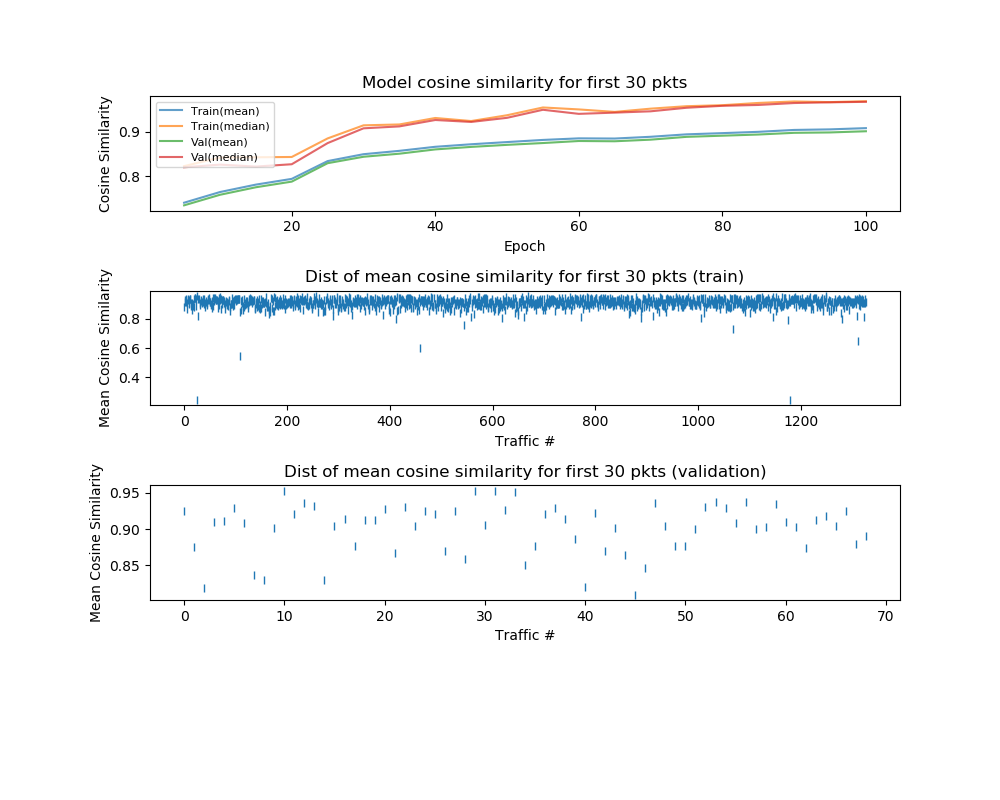 Model cosine similarity for first 30 pkts
Cosine Similarity
0.9
0.8
Train(mean)
Train(median)
Val(mean)
Val(median)
20 40 60 80 100
Epoch
Dist of mean cosine similarity for first 30 pkts (train)
Mean Cosine Similarity
0.8
0.6
0.4
0 200 400 600 800 1000 1200
Traffic #
Dist of mean cosine similarity for first 30 pkts (validation)
Mean Cosine Similarity
0.95
0.90
0.85
0 10 20 30 40 50 60 70
Traffic #